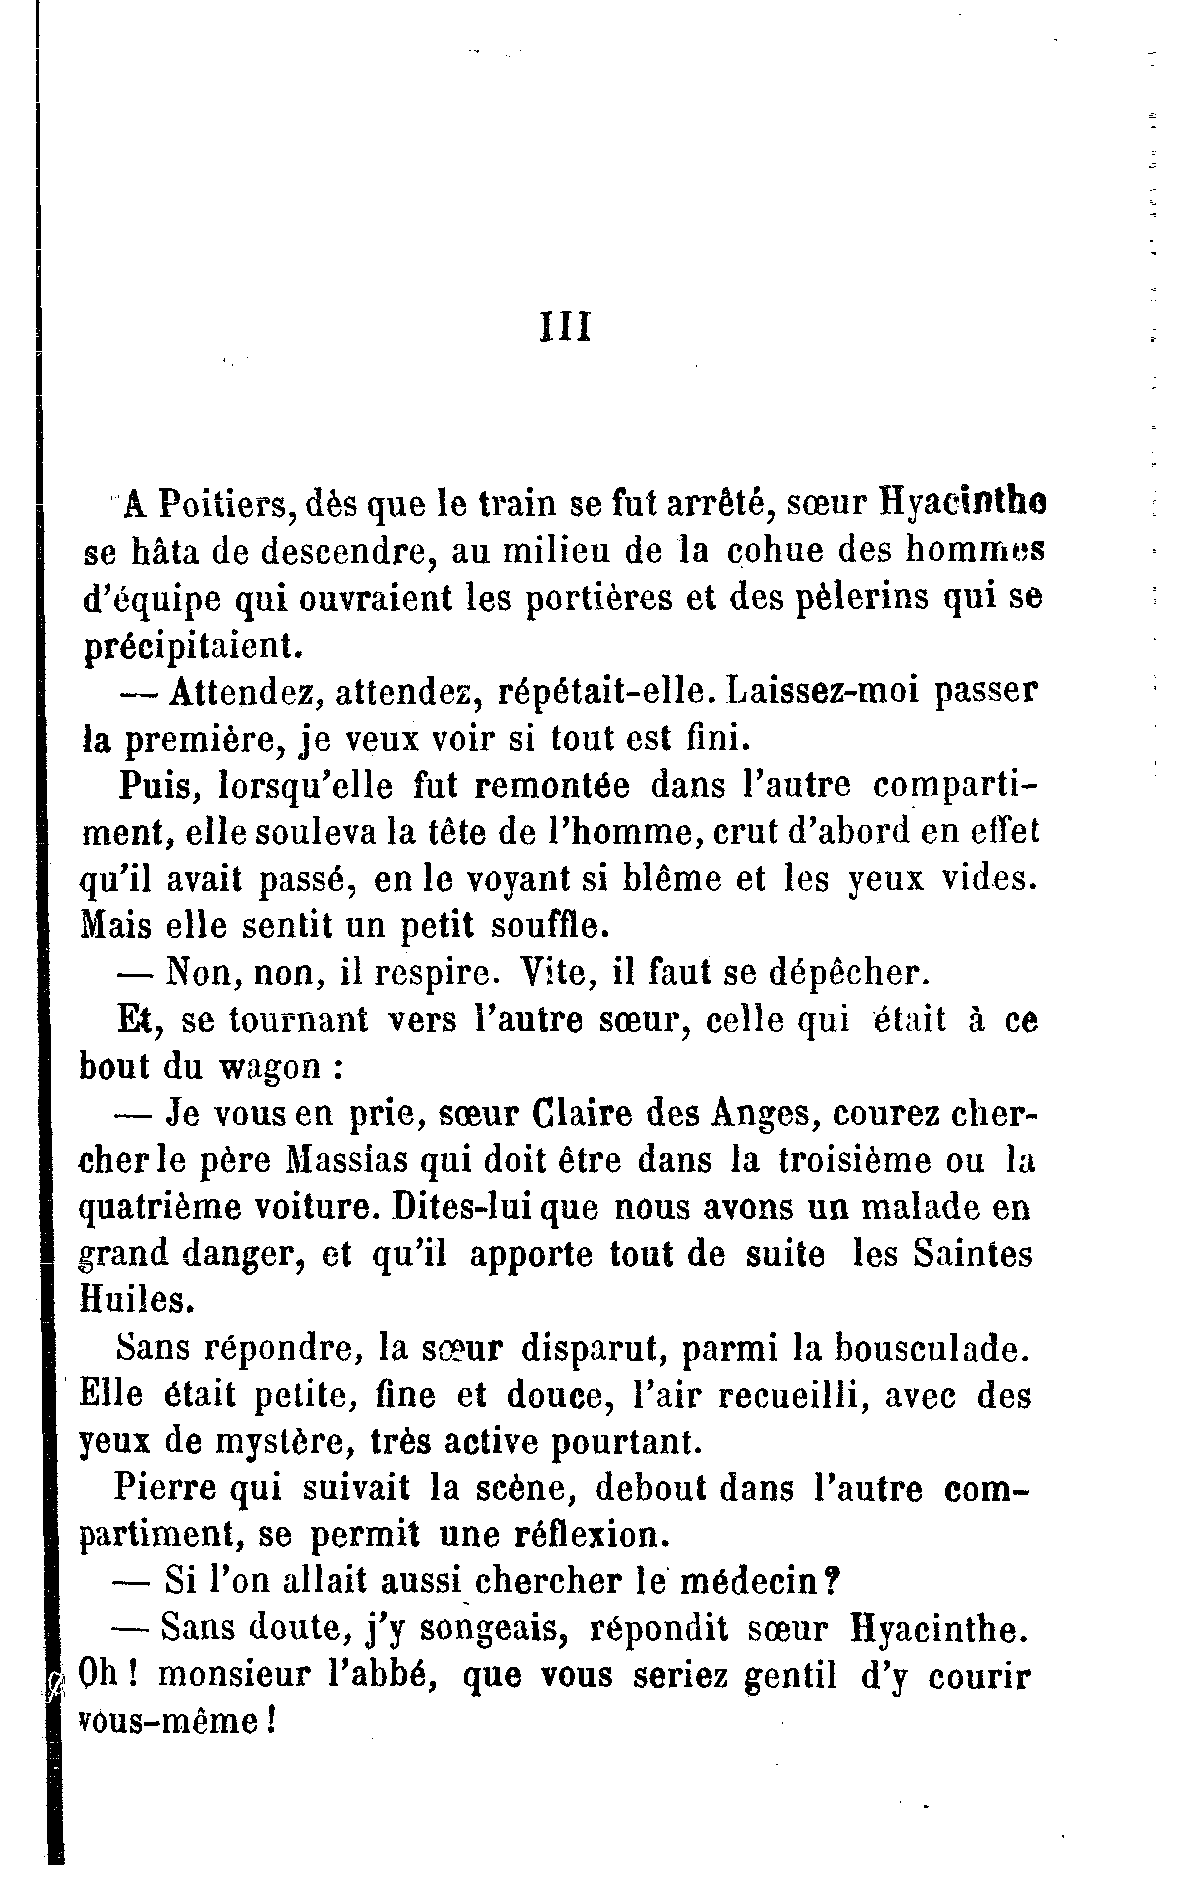 III
A Poitiers, dès que le train se fut arrêté, sœur Hyacinthe
se hâta de descendre, au milieu de la cohue des hommes
d'équipe qui ouvraient les portières et des pèlerins qui se
précipitaient.
— Attendez, attendez, répétait-elle. Laissez-moi passer
la première, je veux voir si tout est fini.
Puis, lorsqu'elle fut remontée dans l'autre comparti-
ment, elle souleva la tête de l'homme, crut d'abord en effet
qu'il avait passé, en le voyant si blême et les yeux vides.
Mais elle sentit un petit souffle.
— Non, non, il respire. Vite, il faut se dépêcher.
Et, se tournant vers l'autre sœur, celle qui était à ce
bout du wagon :
— Je vous en prie, sœur Claire des Anges, courez cher-
cher le père Massias qui doit être dans la troisième ou la
quatrième voiture. Dites-lui que nous avons un malade en
grand danger, et qu'il apporte tout de suite les Saintes
Huiles.
Sans répondre, la sœur disparut, parmi la bousculade.
Elle était petite, fine et douce, l'air recueilli, avec des
yeux de mystère, très active pourtant.
Pierre qui suivait la scène, debout dans l'autre com-
partiment, se permit une réflexion.
— Si l'on allait aussi chercher le médecin ?
— Sans doute, j'y songeais, répondit sœur Hyacinthe.
Oh ! monsieur l'abbé, que vous seriez gentil d'y courir
vous-même !